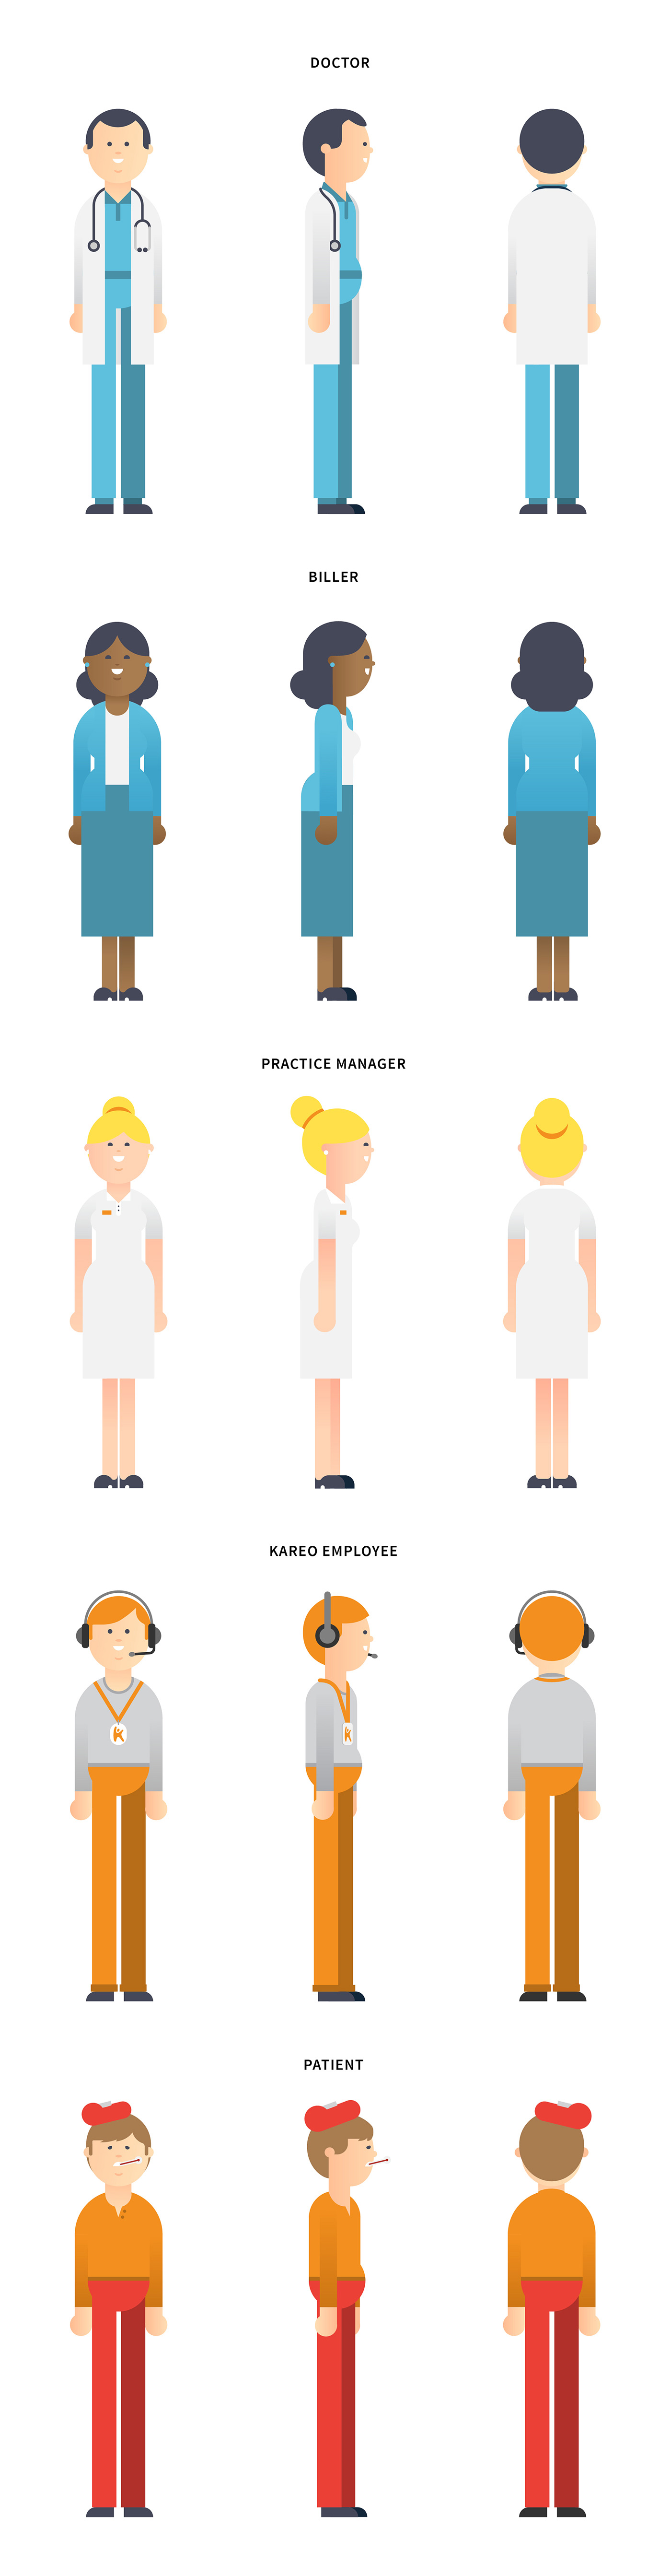 DOCTOR
BILLER
PRACTICE MANAGER
KAREO EMPLOYEE
PATIENT